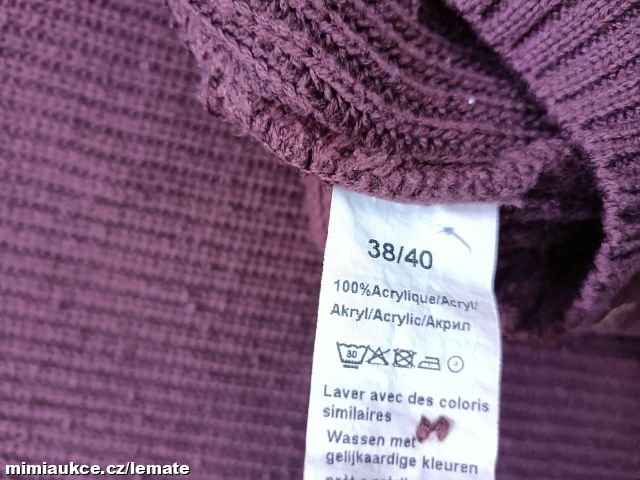 38/40
100%Acrylique/Acryl/
Akryl/Acrylic/Акрил
30
Laver avec des coloris
similaires
Wassen met
gelijkaardige kleuren
mimiaukce.cz/lemate